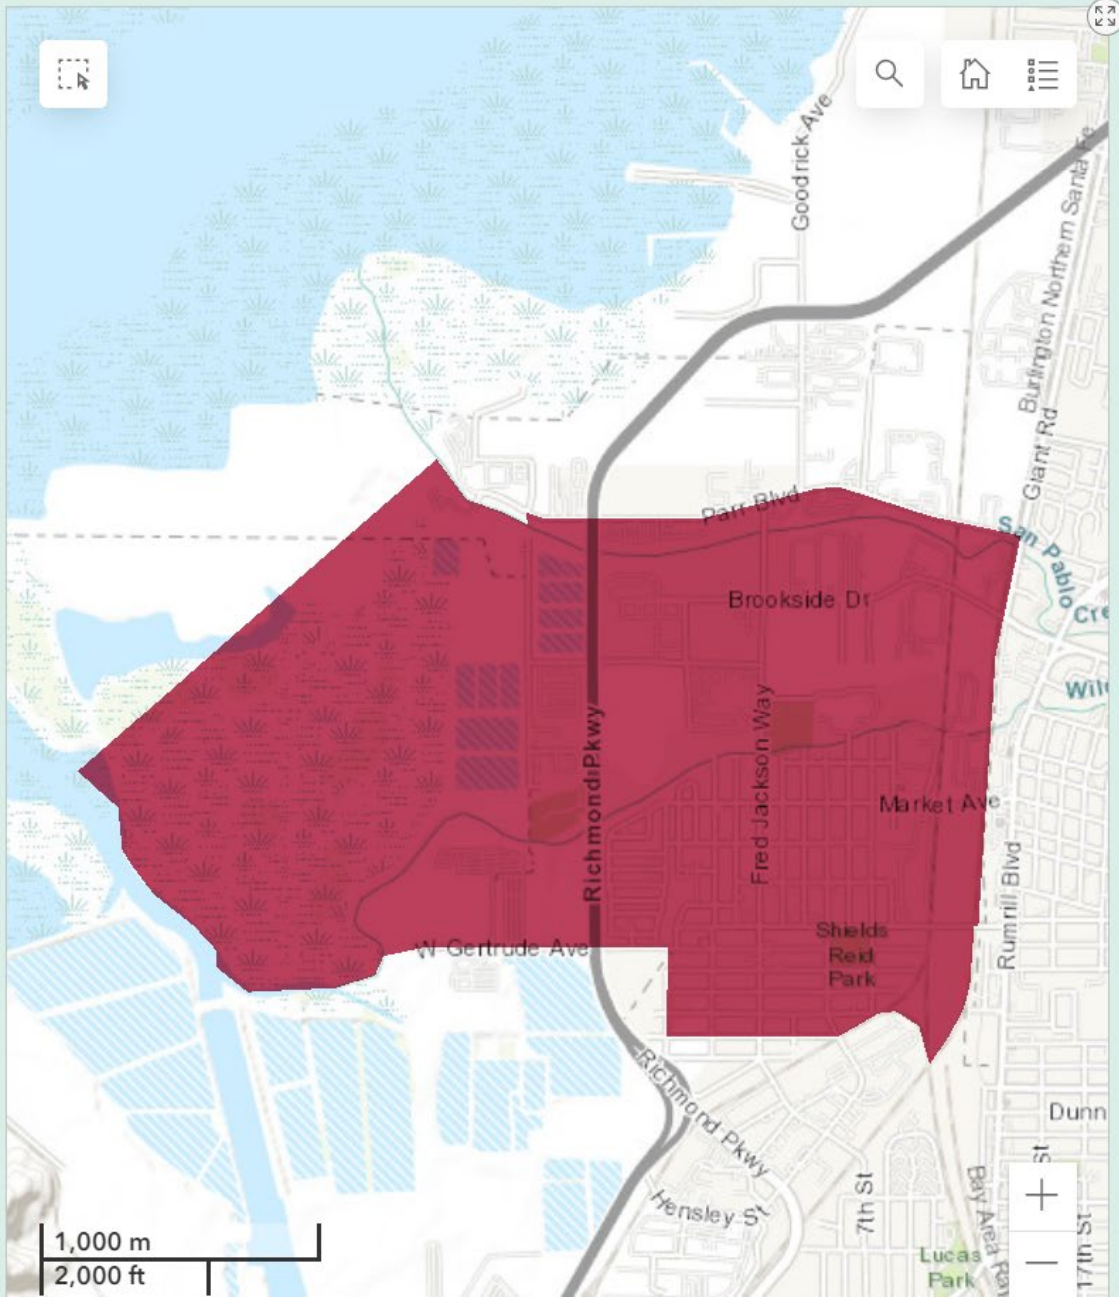 Goodrick Ave
Burlington Northern Santa Fe
Giant Rd
Parr Blvd
San Pablo
Cre
Brookside Dr
Wild
Richmond Pkwy
Fred Jackson Way
Market Ave
Rumrill Blvd
Shields
Reid
Park
W Gertrude Ave
Richmond Pkwy
Dunn
St
7th St
Hensley St
Bay Area Ra
17th St
Lucas
Park
1,000 m
2,000 ft